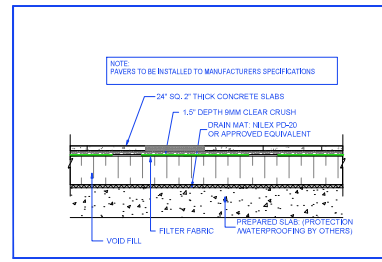 NOTE:
PAVERS TO BE INSTALLED TO MANUFACTURERS SPECIFICATIONS
24" SQ. 2" THICK CONCRETE SLABS
1.5" DEPTH 9MM CLEAR CRUSH
DRAIN MAT: NILEX PD-20
OR APPROVED EQUIVALENT
PREPARED SLAB: (PROTECTION
/WATERPROOFING BY OTHERS)
FILTER FABRIC
VOID FILL